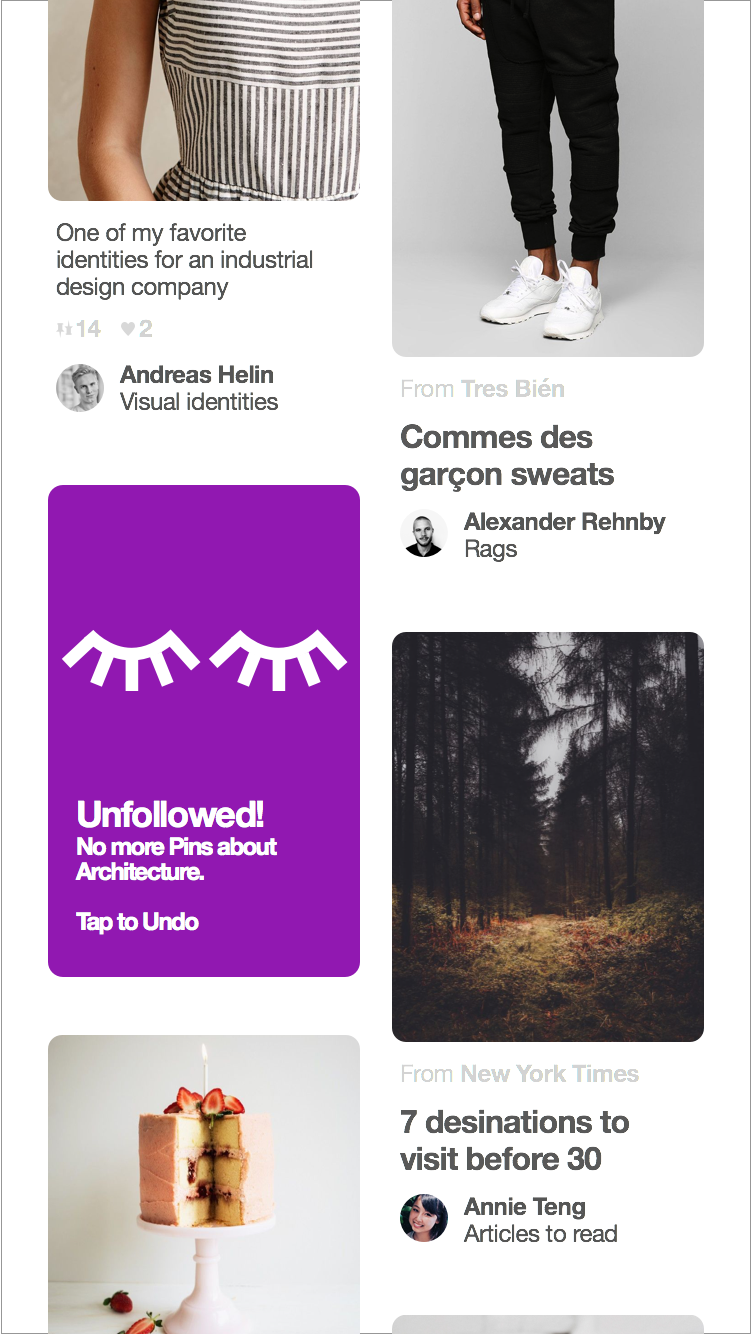 One of my favorite
identities for an industrial
design company
14 2
Andreas Helin
Visual identities
Unfollowed!
No more Pins about
Architecture.
Tap to Undo
From Tres Bién
Commes des
garçon sweats
Alexander Rehnby
Rags
From New York Times
7 desinations to
visit before 30
Annie Teng
Articles to read